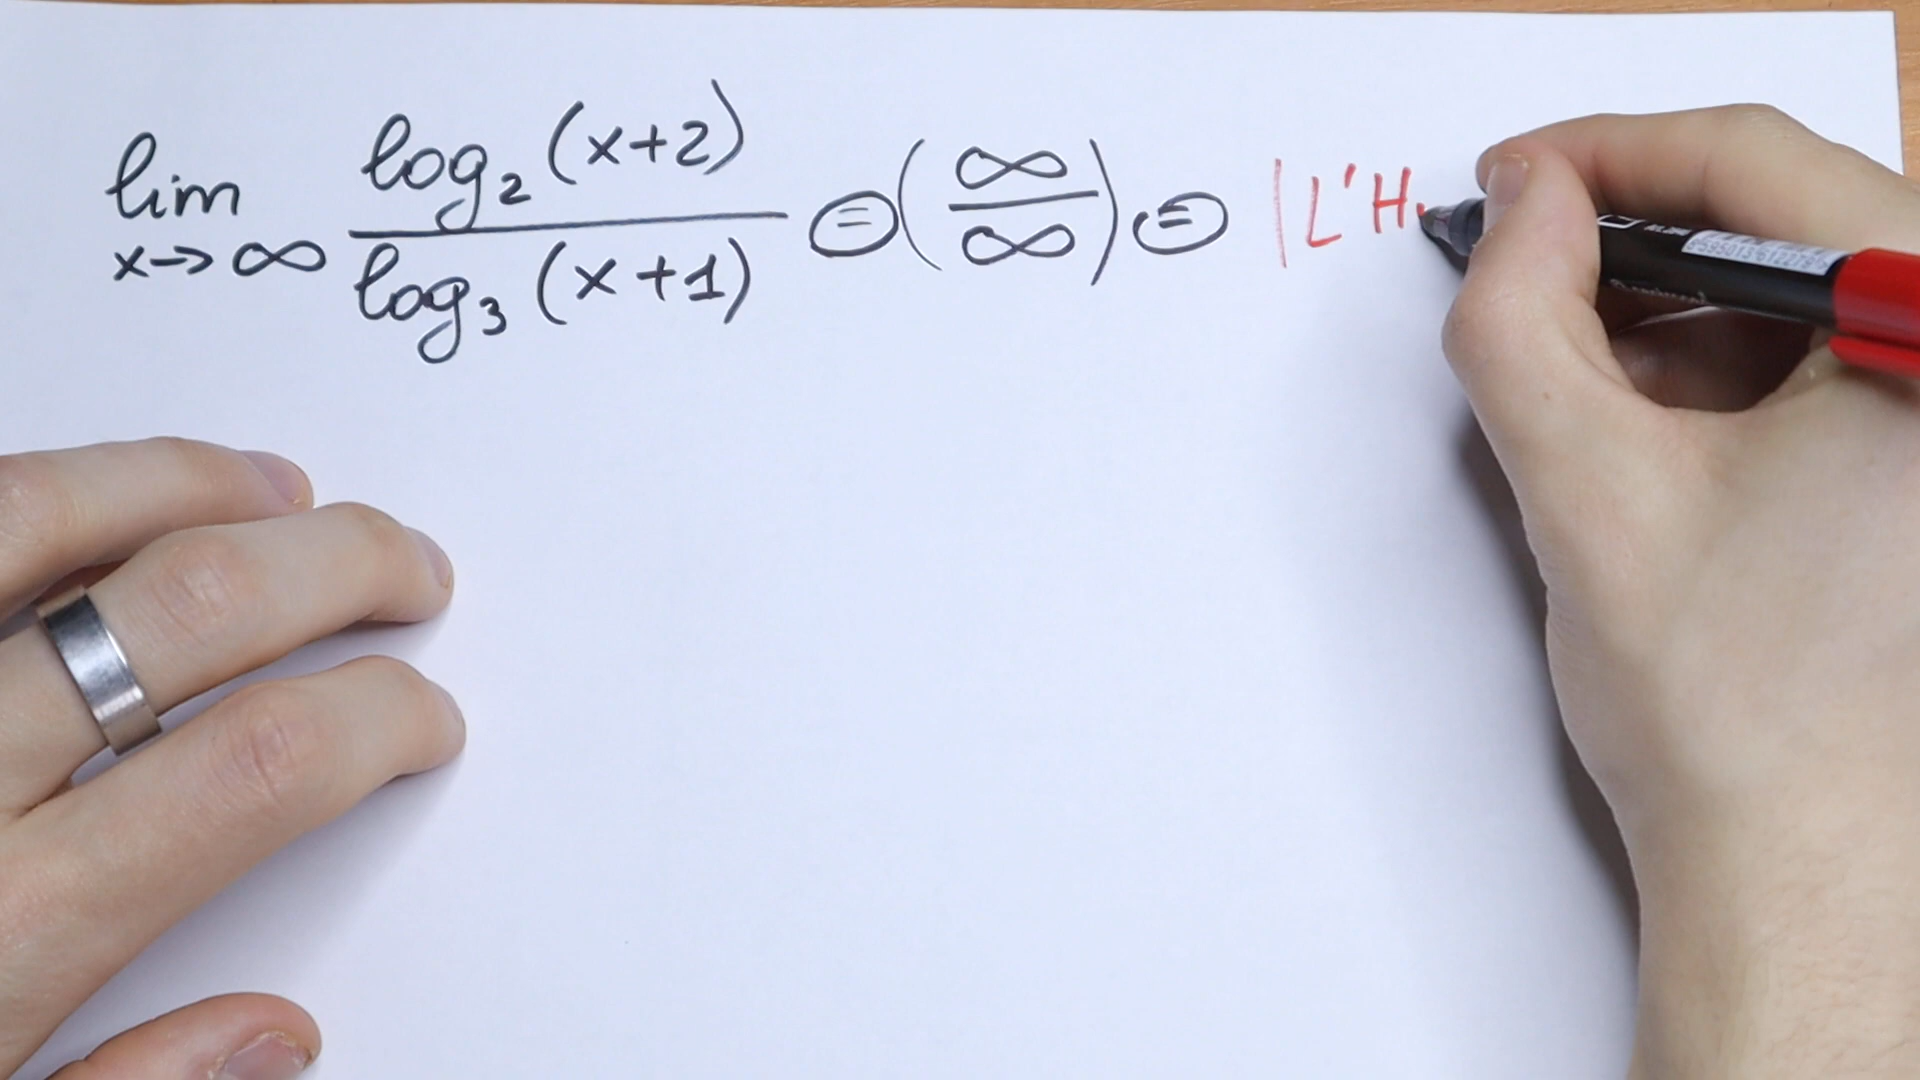 lim x→∞ log₂(x+2) / log₃(x+1) = (∞/∞) = | L'H